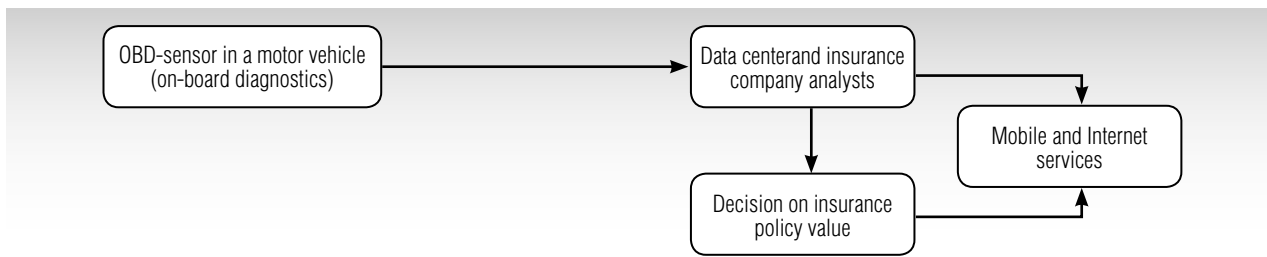 OBD-sensor in a motor vehicle
(on-board diagnostics)
Data centerand insurance
company analysts
Mobile and Internet
services
Decision on insurance
policy value